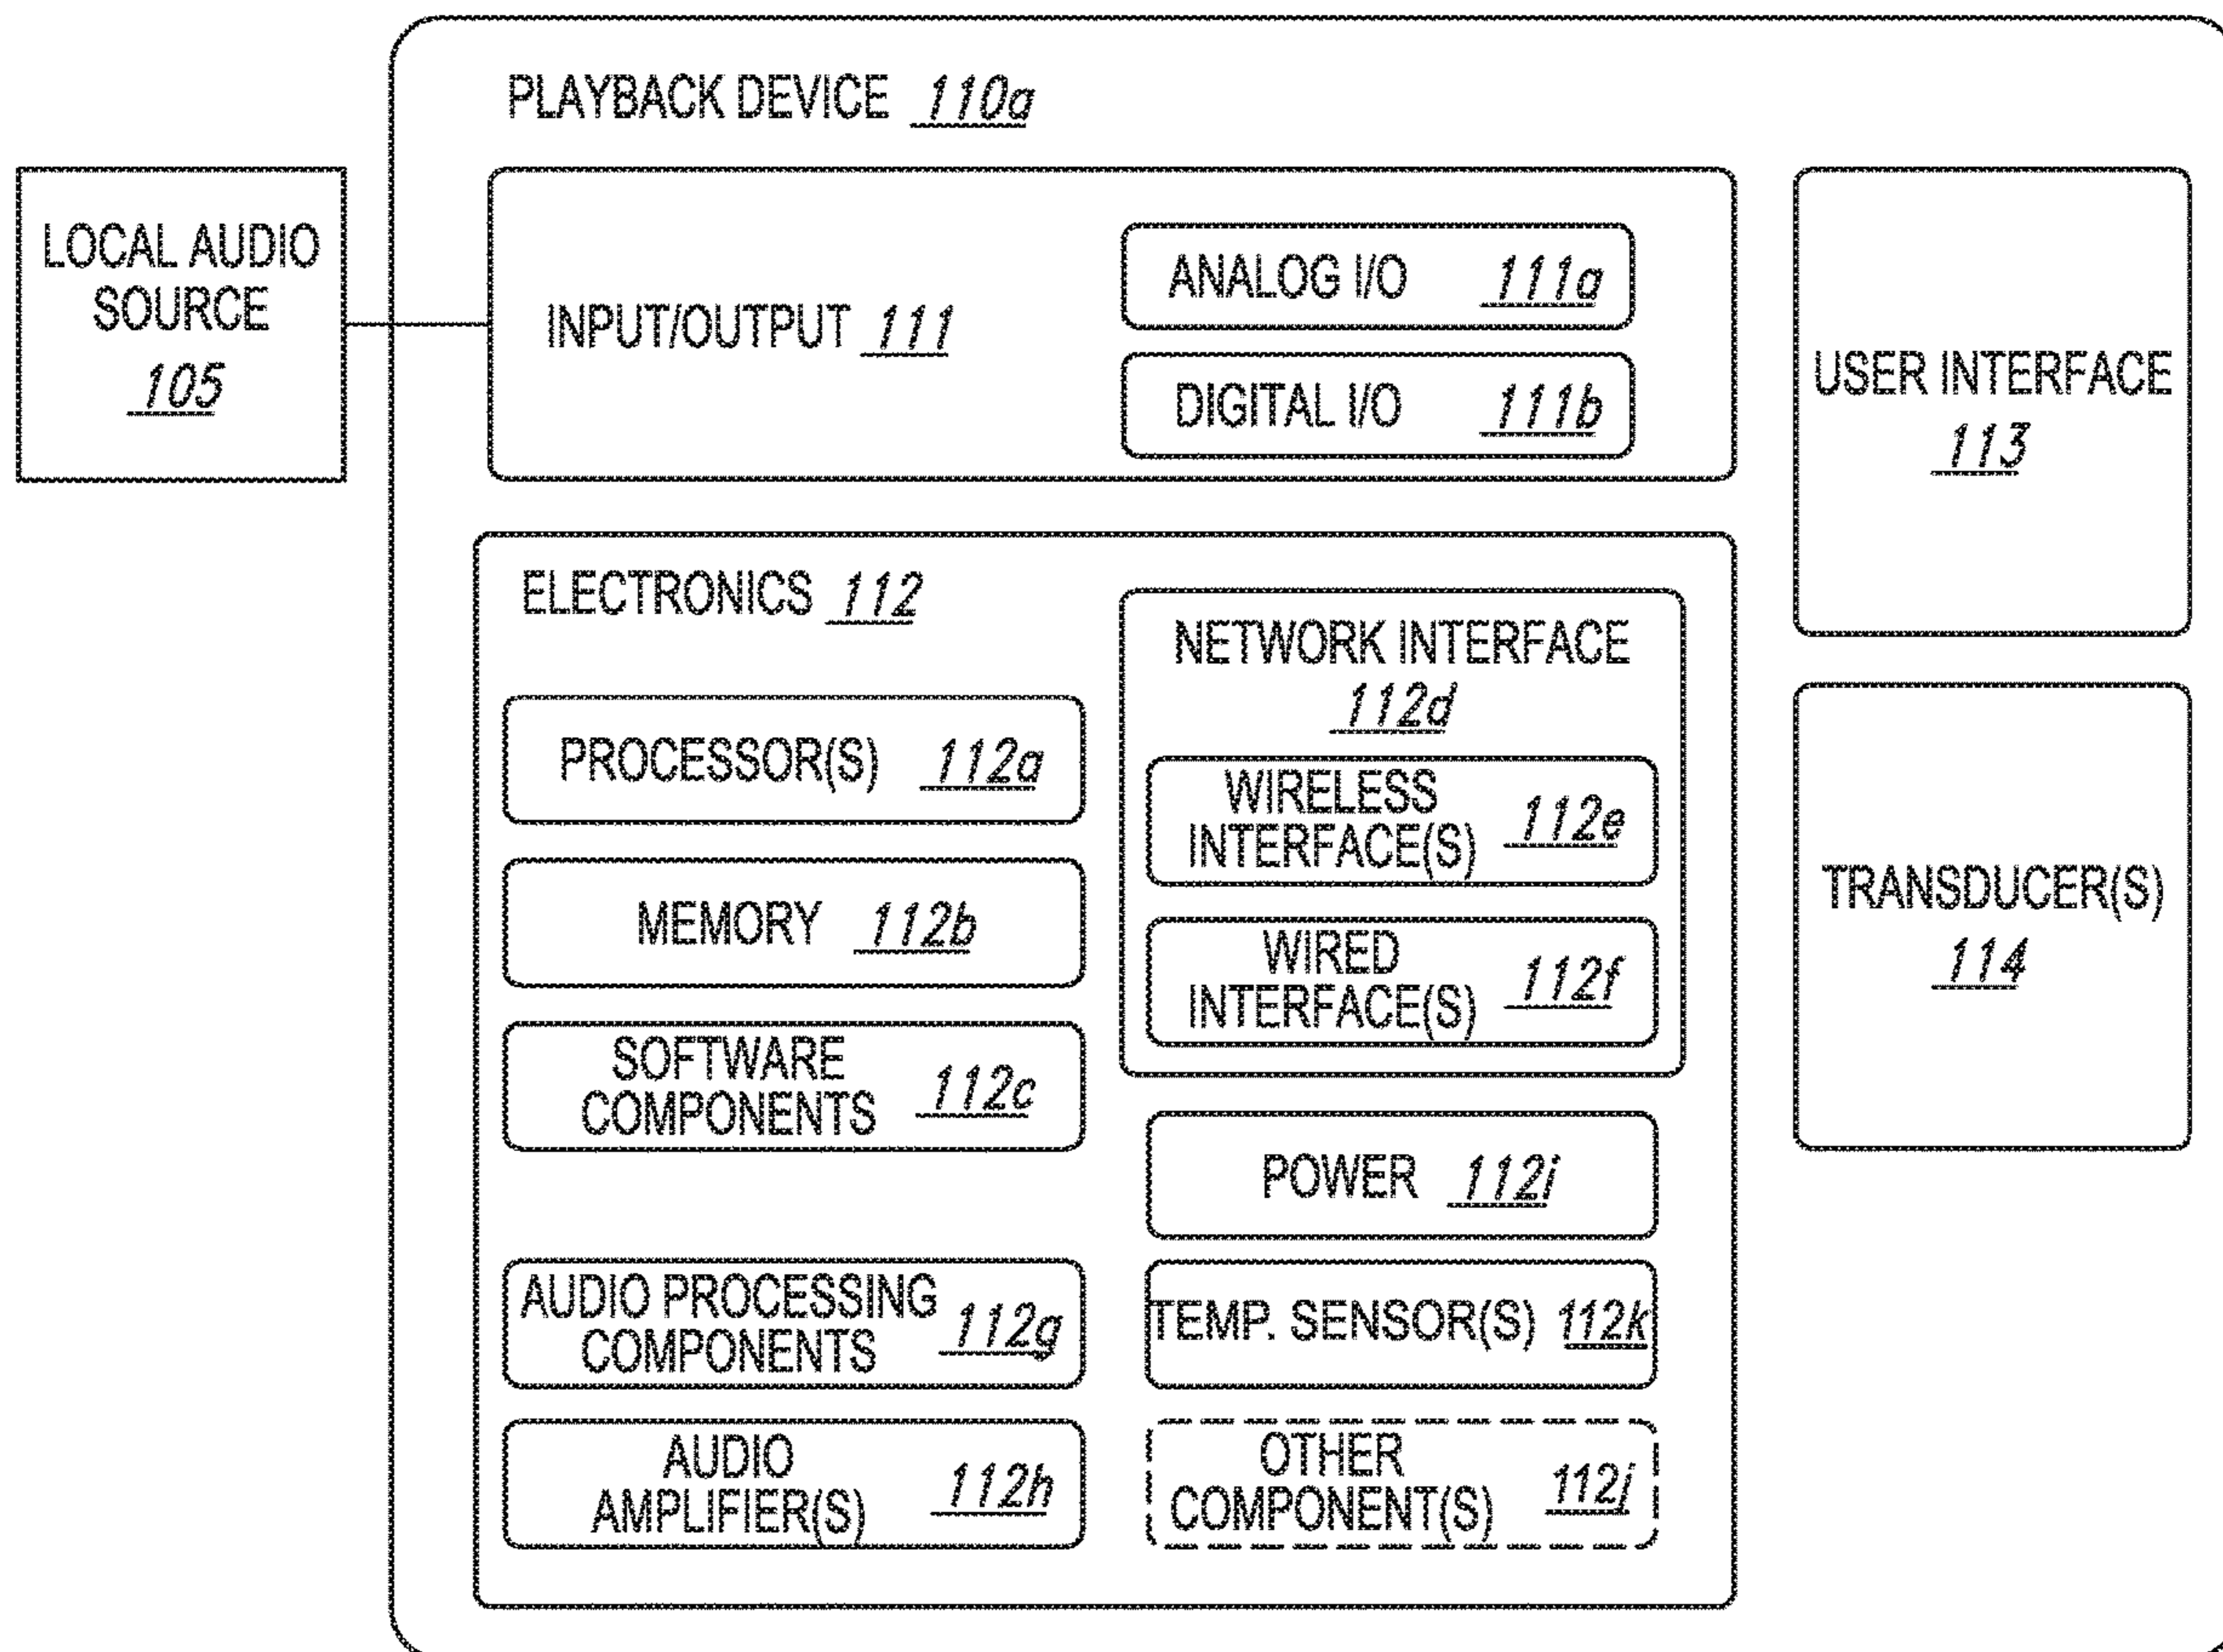 PLAYBACK DEVICE 110a
LOCAL AUDIO
SOURCE
105
INPUT/OUTPUT 111
ANALOG I/O 111a
DIGITAL I/O 111b
USER INTERFACE
113
ELECTRONICS 112
PROCESSOR(S) 112a
MEMORY 112b
SOFTWARE
COMPONENTS 112c
AUDIO PROCESSING
COMPONENTS 112g
AUDIO
AMPLIFIER(S) 112h
NETWORK INTERFACE
112d
WIRELESS
INTERFACE(S) 112e
WIRED
INTERFACE(S) 112f
POWER 112i
TEMP. SENSOR(S) 112k
OTHER
COMPONENT(S) 112j
TRANSDUCER(S)
114